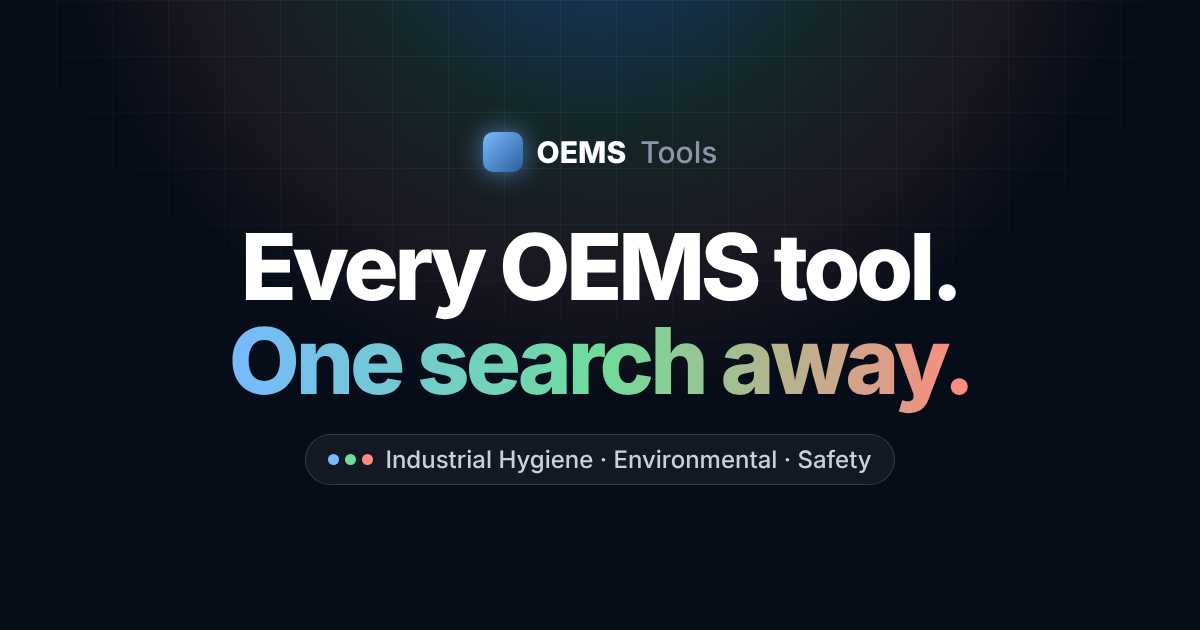 OEMS Tools
Every OEMS tool.
One search away.
Industrial Hygiene · Environmental · Safety